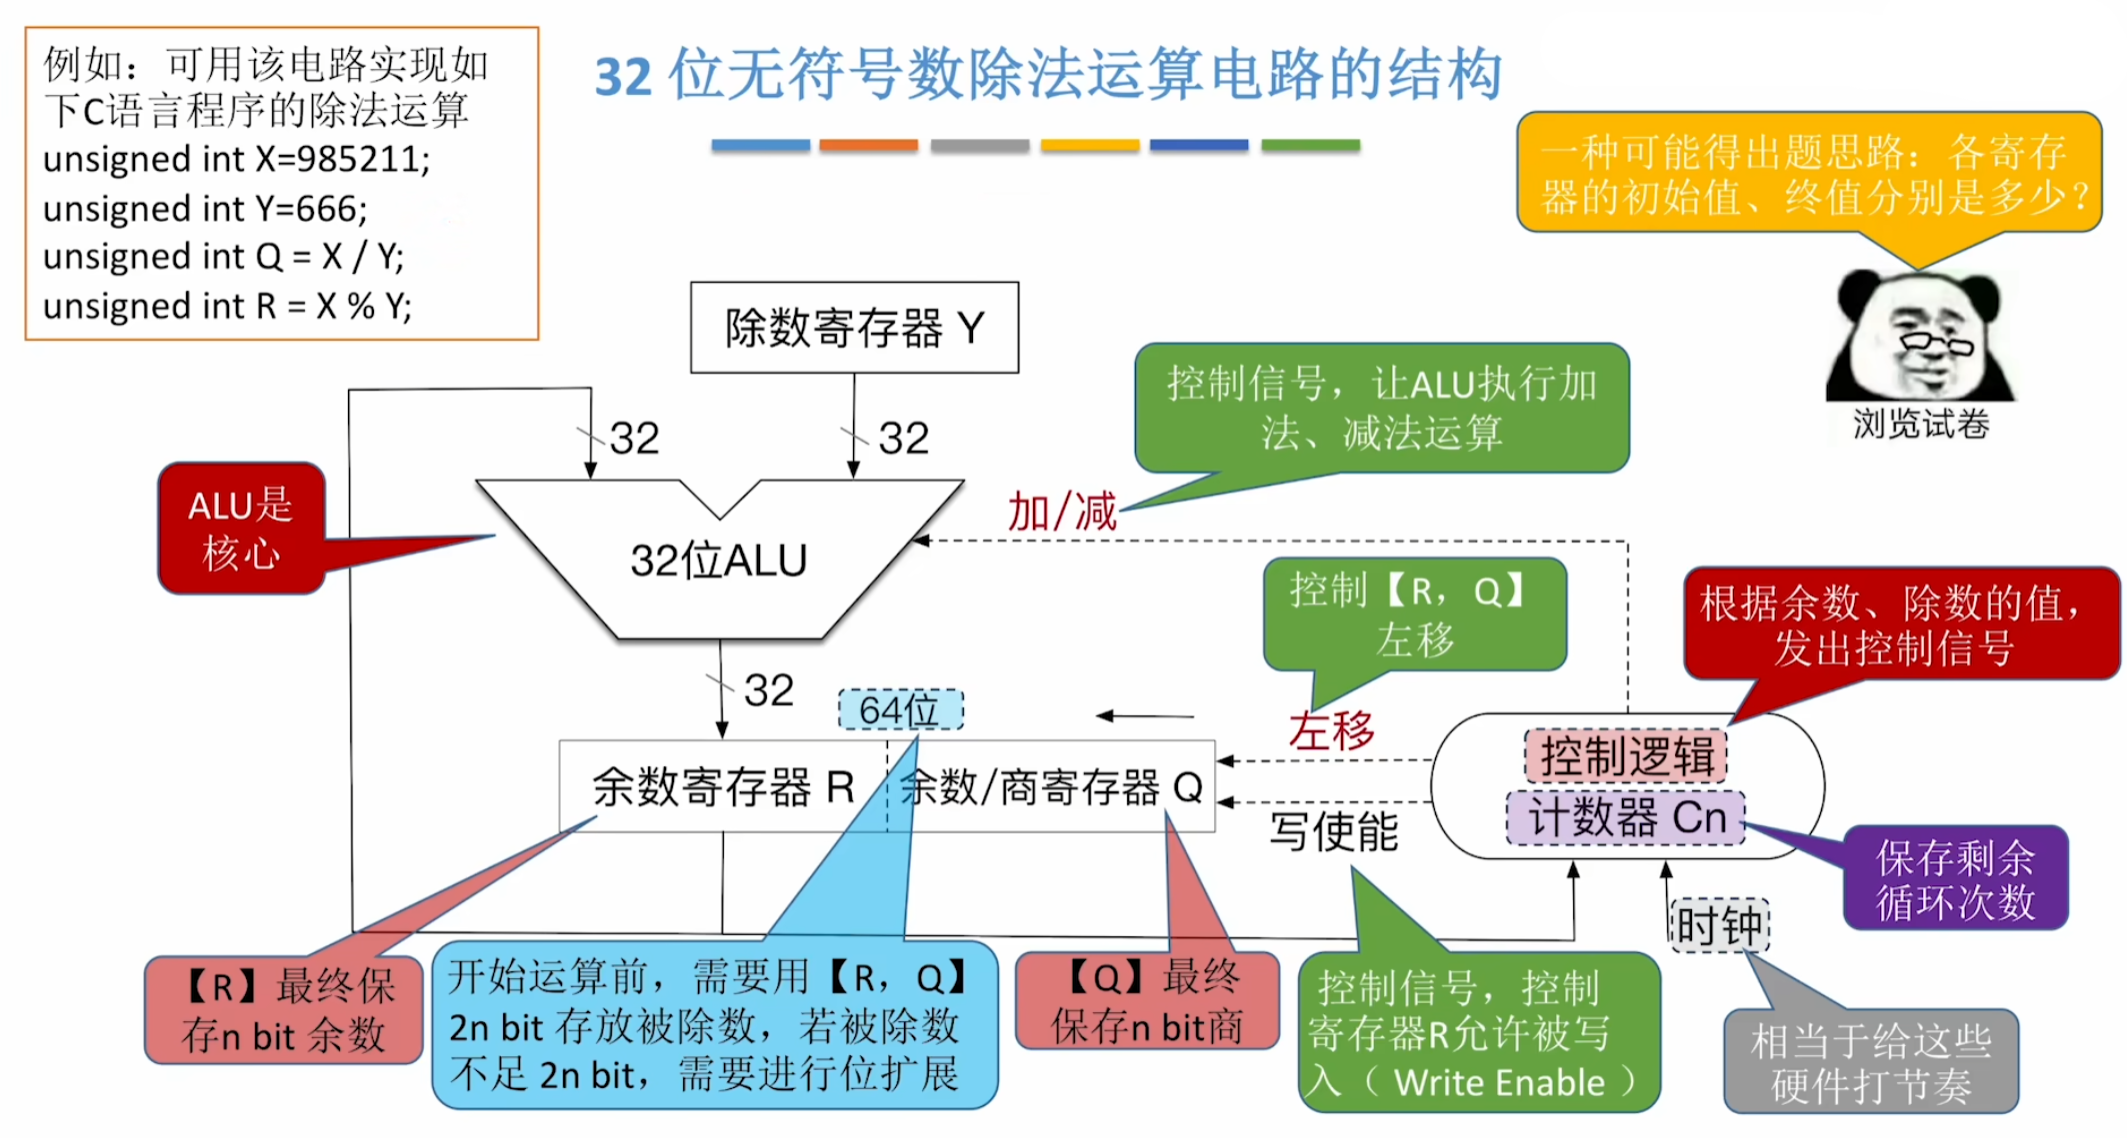 32 位无符号数除法运算电路的结构
例如：可用该电路实现如
下C语言程序的除法运算
unsigned int X=985211;
unsigned int Y=666;
unsigned int Q = X / Y;
unsigned int R = X % Y;
一种可能得出题思路：各寄存
器的初始值、终值分别是多少？
浏览试卷
除数寄存器 Y
32
32
控制信号，让ALU执行加
法、减法运算
加/减
ALU是
核心
32位ALU
控制【R，Q】
左移
根据余数、除数的值，
发出控制信号
32
64位
左移
余数寄存器 R
余数/商寄存器 Q
写使能
控制逻辑
计数器 Cn
保存剩余
循环次数
时钟
【R】最终保
存n bit 余数
开始运算前，需要用【R，Q】
2n bit 存放被除数，若被除数
不足 2n bit，需要进行位扩展
【Q】最终
保存n bit商
控制信号，控制
寄存器R允许被写
入（ Write Enable ）
相当于给这些
硬件打节奏